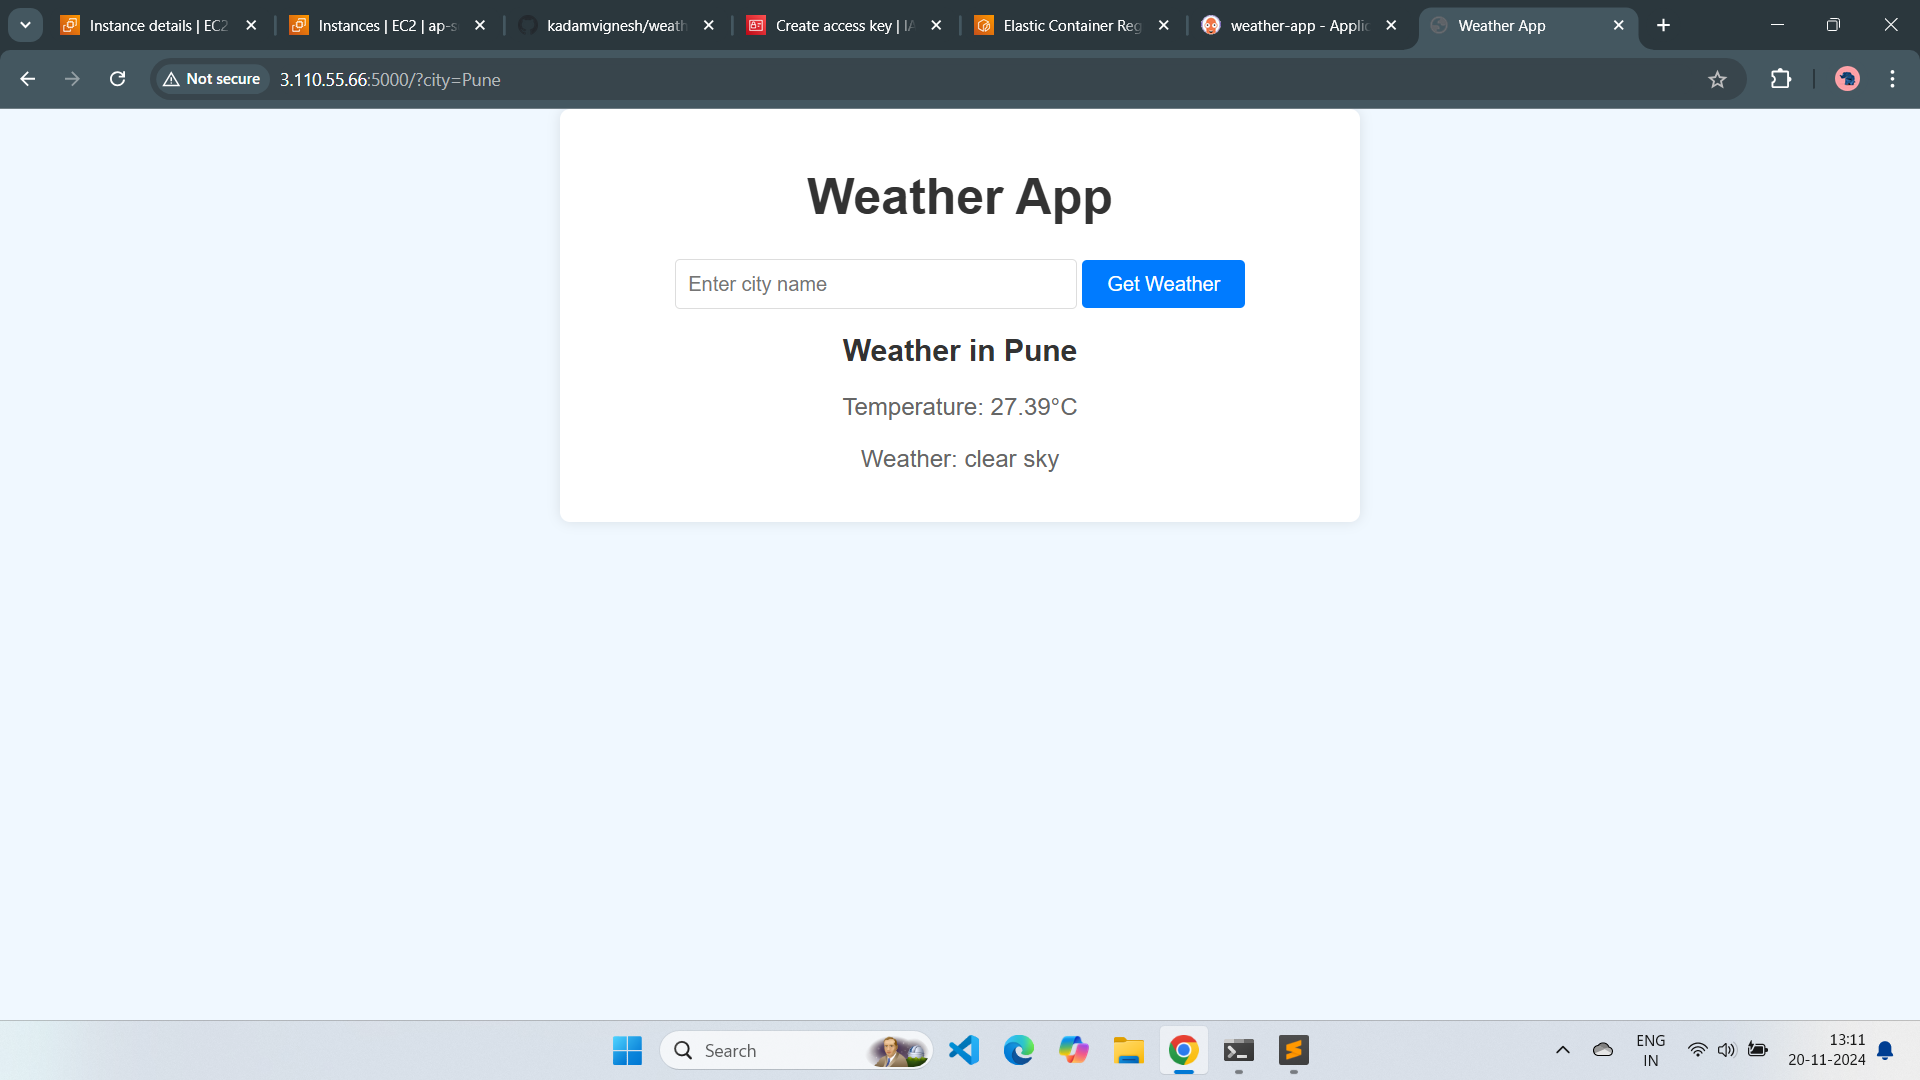 Instance details | EC2
Instances | EC2 | ap-s
kadamvignesh/weath
Create access key | IA
Elastic Container Reg
weather-app - Applic
Weather App
Not secure
3.110.55.66:5000/?city=Pune
Weather App
Enter city name
Get Weather
Weather in Pune
Temperature: 27.39°C
Weather: clear sky
Search
ENG
IN
13:11
20-11-2024